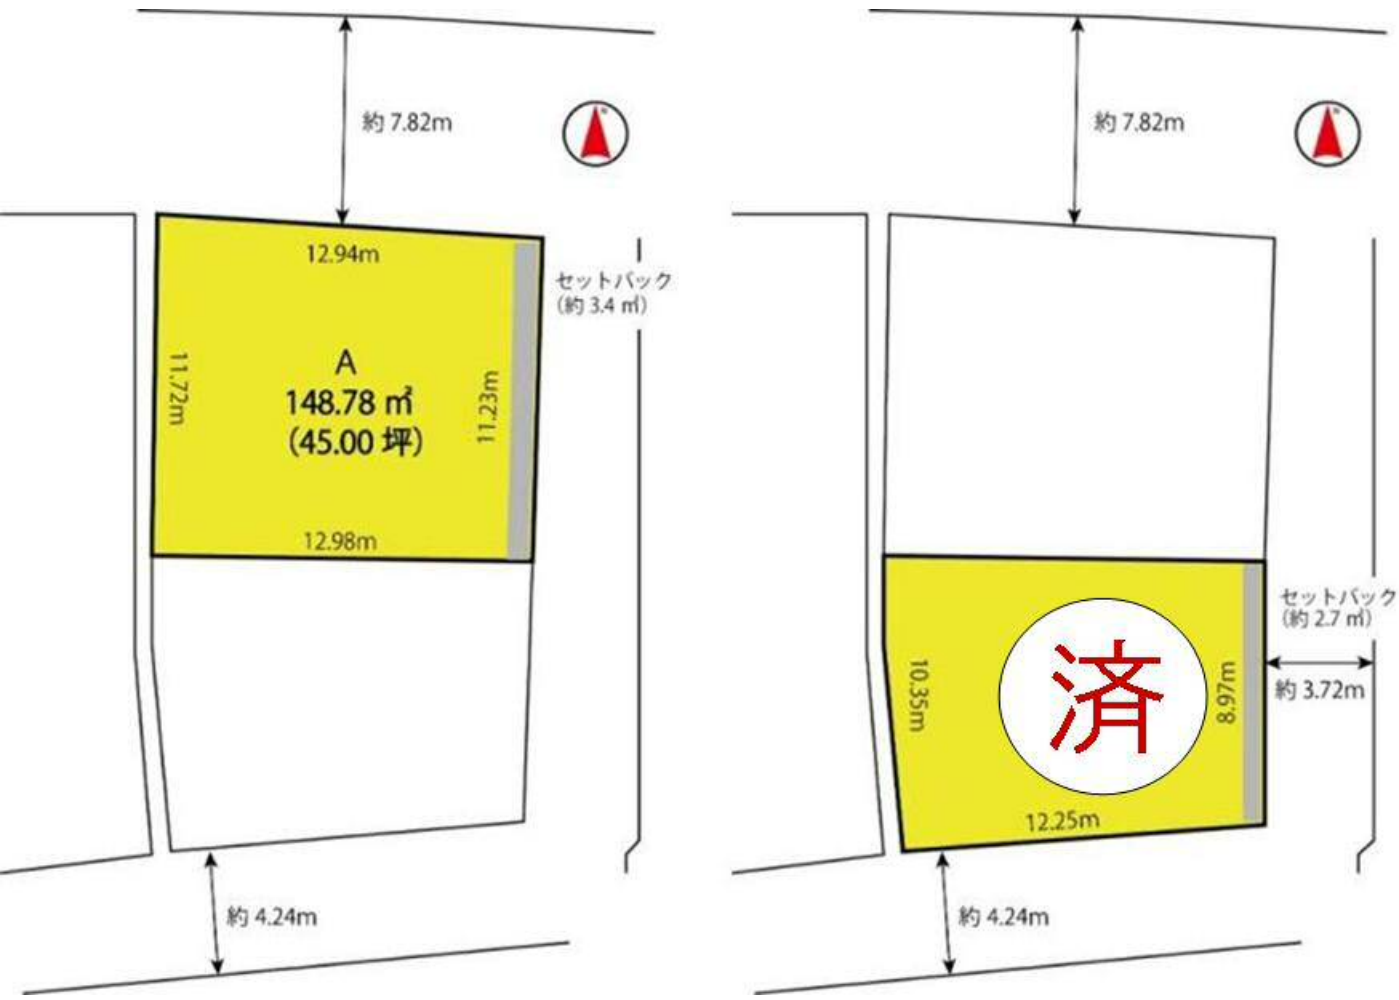 約 7.82m
12.94m
セットバック
(約 3.4 ㎡)
11.72m
A
148.78 ㎡
(45.00 坪)
11.23m
12.98m
約 4.24m
約 7.82m
セットバック
(約 2.7 ㎡)
10.35m
済
8.97m
約 3.72m
12.25m
約 4.24m